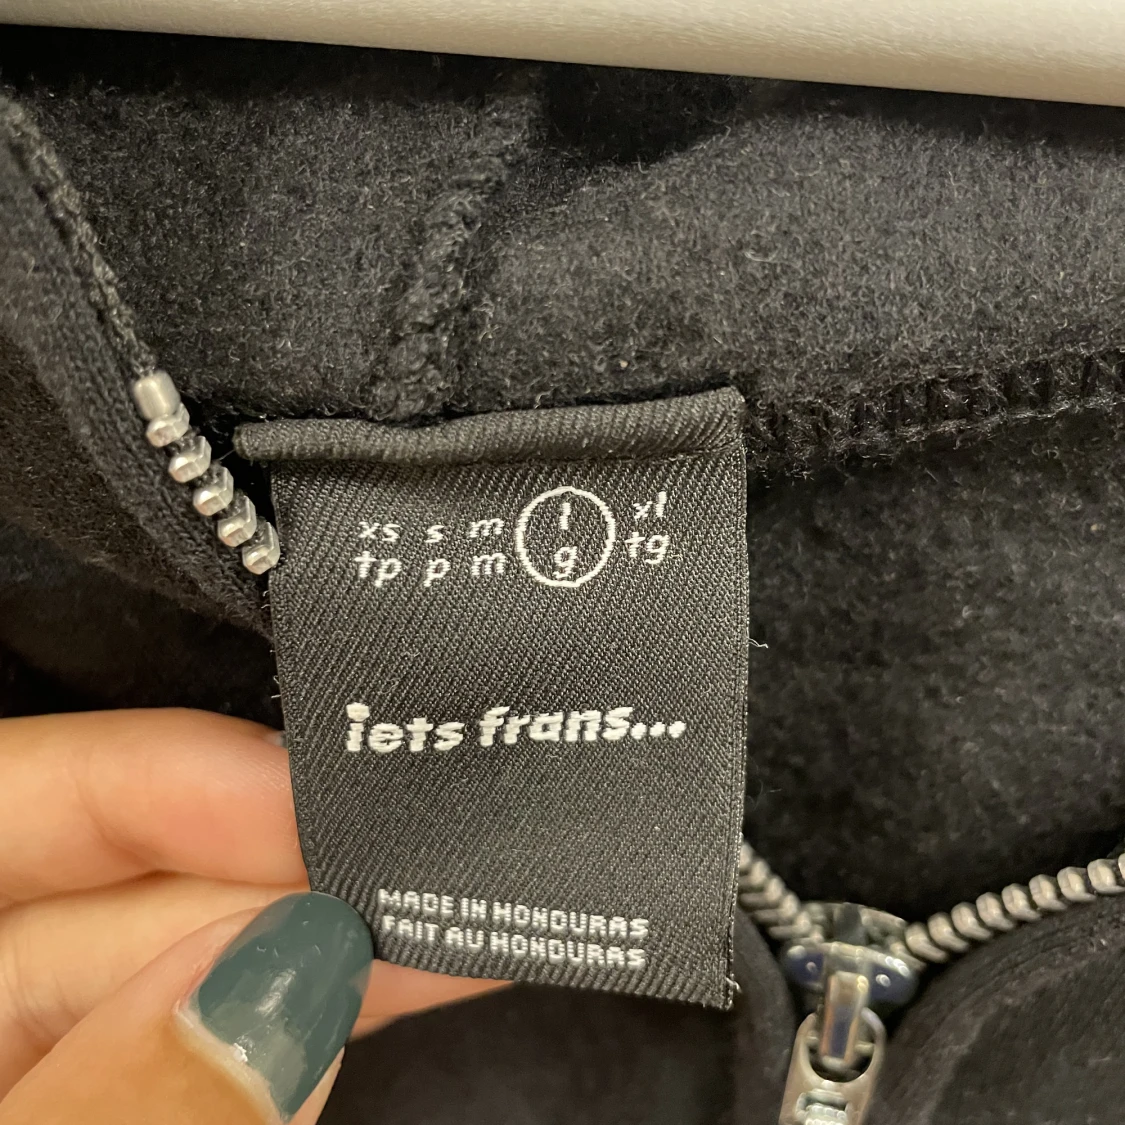 xs s m l xl
tp p m g tg
iets frans...
MADE IN HONDURAS
FAIT AU HONDURAS